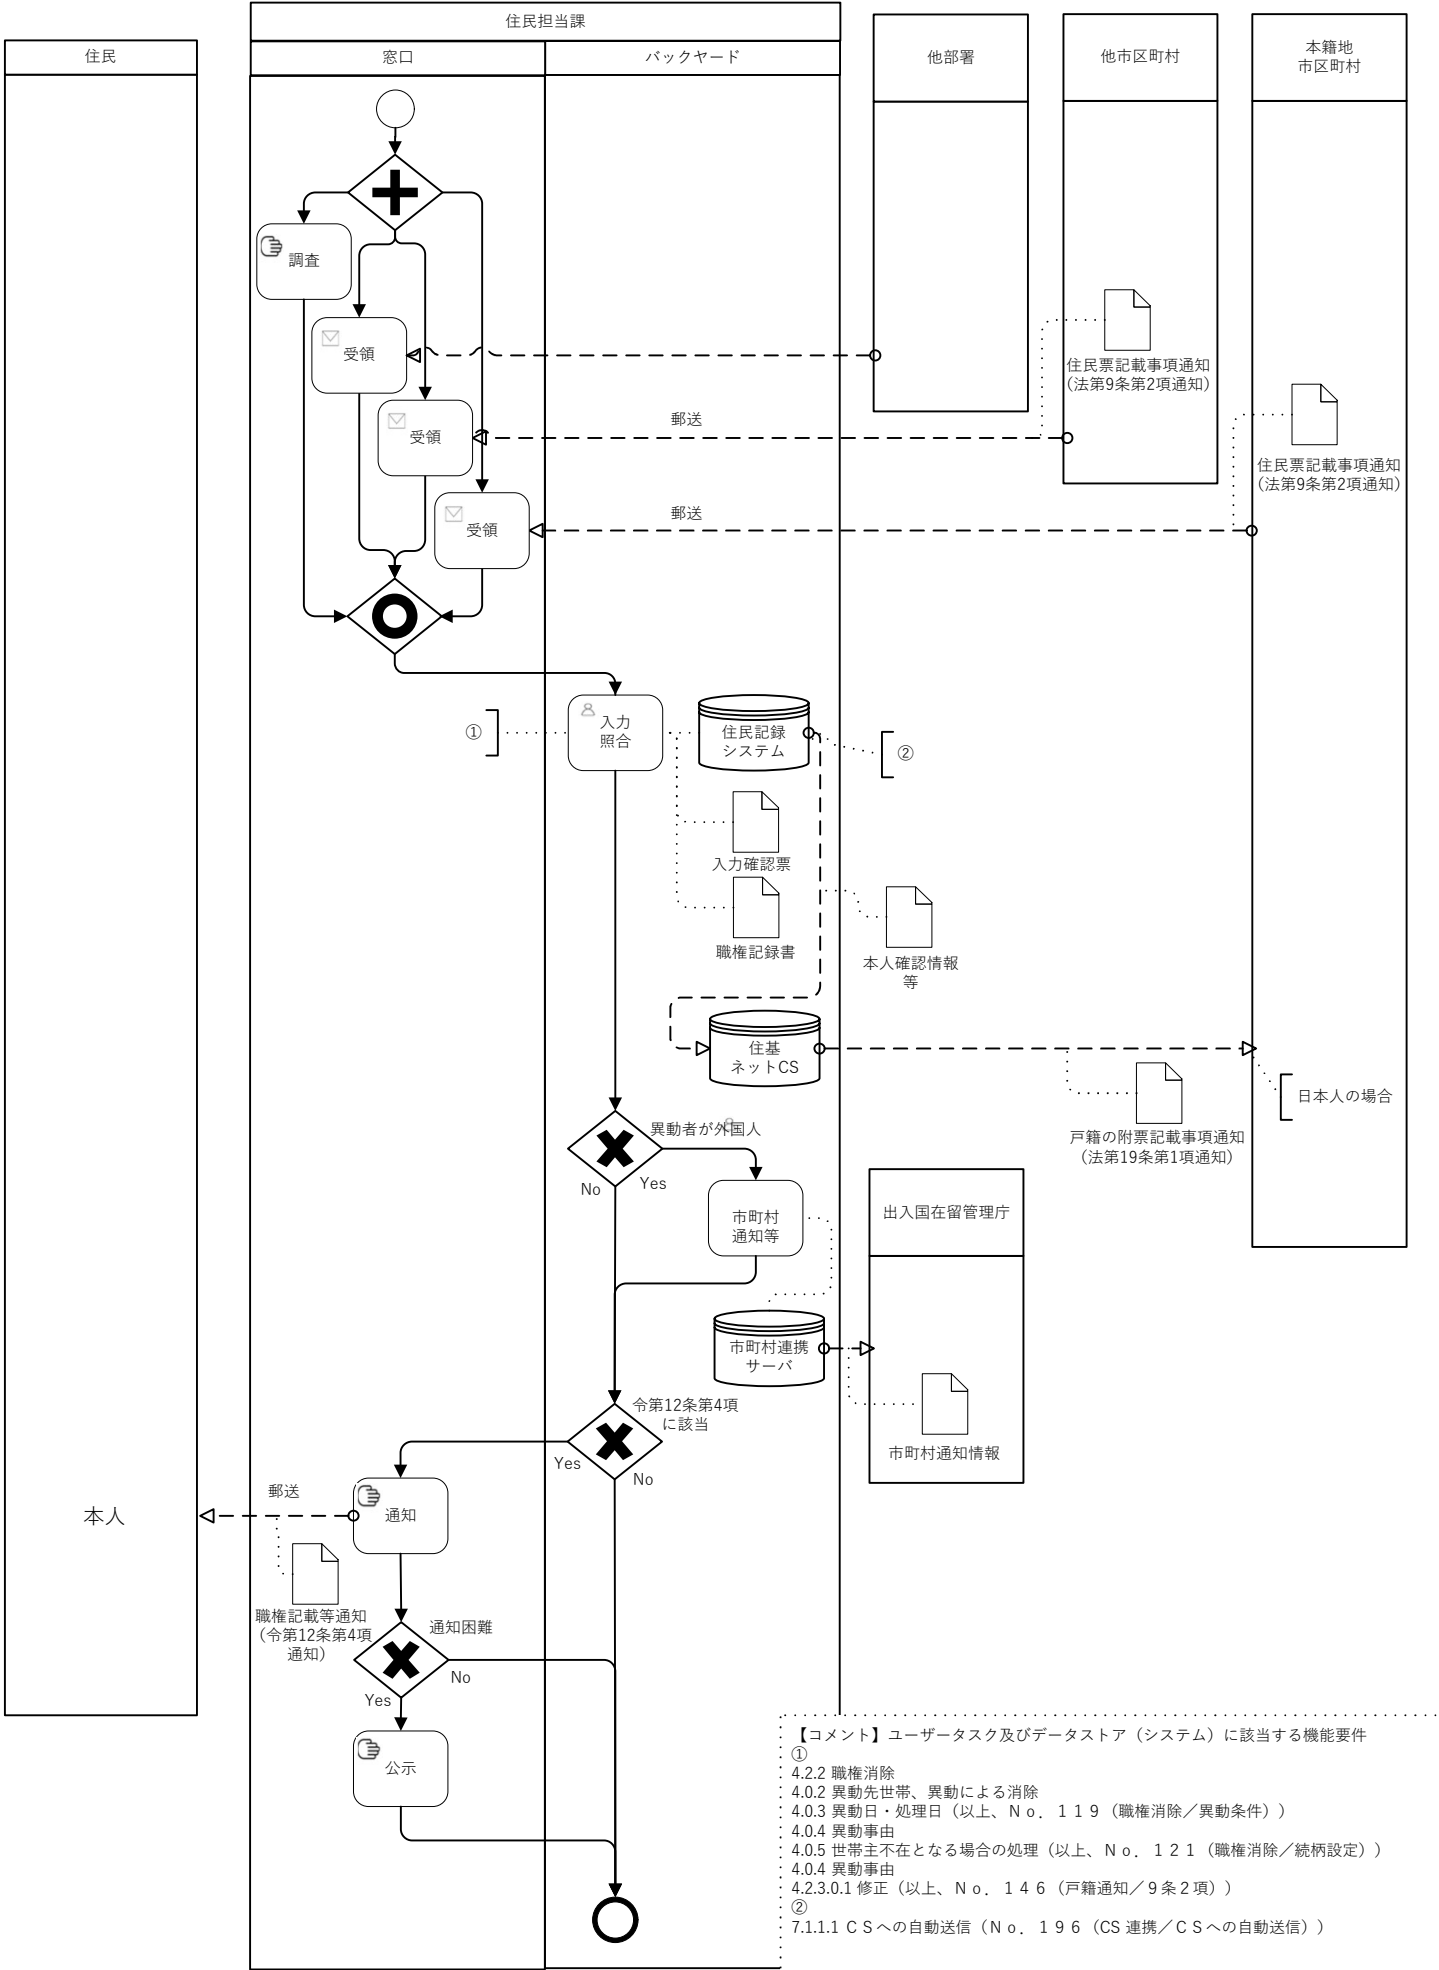 住民担当課
住民
窓口
バックヤード
他部署
他市区町村
本籍地
市区町村
調査
受領
受領
受領
郵送
郵送
住民票記載事項通知
(法第9条第2項通知)
住民票記載事項通知
(法第9条第2項通知)
①
入力
照合
住民記録
システム
②
入力確認票
職権記録書
本人確認情報
等
住基
ネットCS
日本人の場合
戸籍の附票記載事項通知
(法第19条第1項通知)
異動者が外国人
No
Yes
市町村
通知等
出入国在留管理庁
市町村連携
サーバ
市町村通知情報
令第12条第4項
に該当
Yes
No
郵送
本人
通知
職権記載等通知
（令第12条第4項
通知）
通知困難
No
Yes
公示
【コメント】ユーザータスク及びデータストア（システム）に該当する機能要件
①
4.2.2 職権消除
4.0.2 異動先世帯、異動による消除
4.0.3 異動日・処理日（以上、Ｎｏ．１１９（職権消除／異動条件））
4.0.4 異動事由
4.0.5 世帯主不在となる場合の処理（以上、Ｎｏ．１２１（職権消除／続柄設定））
4.0.4 異動事由
4.2.3.0.1 修正（以上、Ｎｏ．１４６（戸籍通知／９条２項））
②
7.1.1.1 ＣＳへの自動送信（Ｎｏ．１９６（CS 連携／ＣＳへの自動送信））